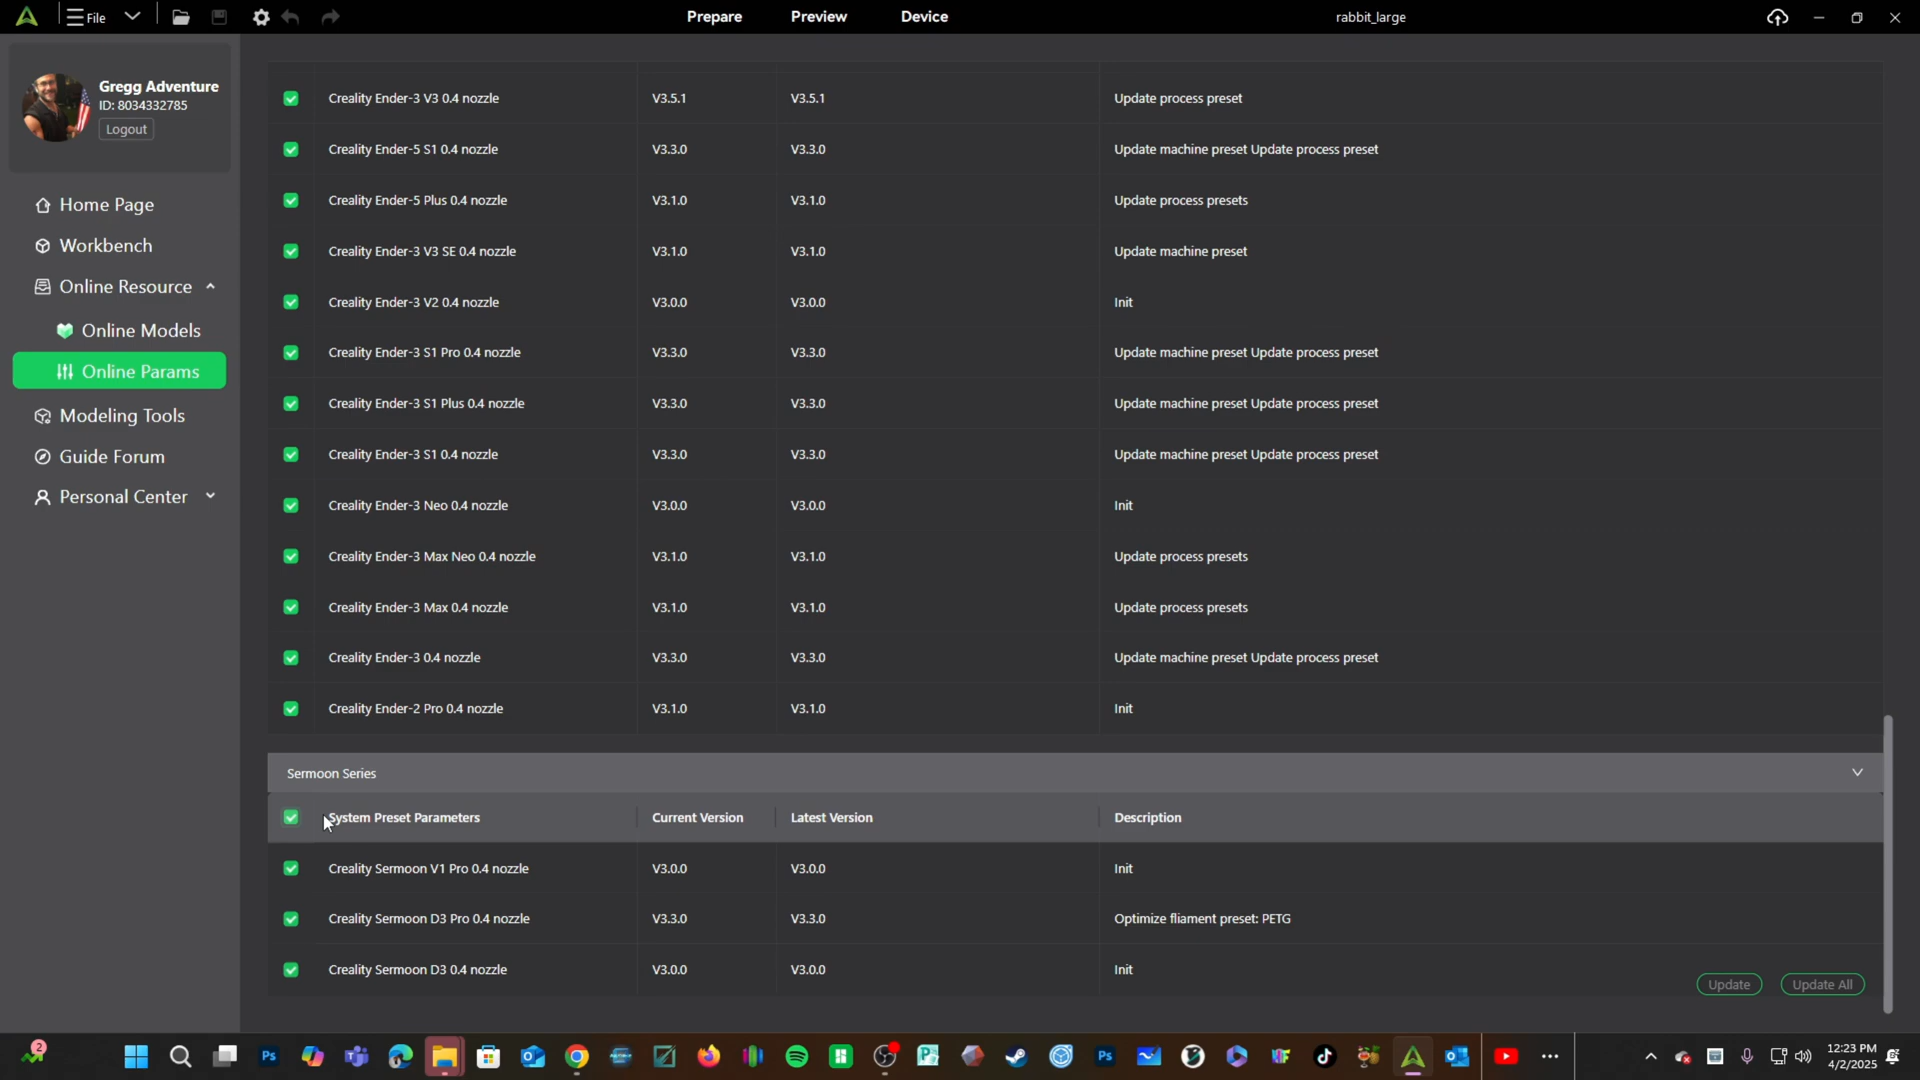 File
Prepare
Preview
Device
rabbit_large
Gregg Adventure
ID: 8034332785
Logout
Home Page
Workbench
Online Resource
Online Models
Online Params
Modeling Tools
Guide Forum
Personal Center
Creality Ender-3 V3 0.4 nozzle V3.5.1 V3.5.1 Update process preset
Creality Ender-5 S1 0.4 nozzle V3.3.0 V3.3.0 Update machine preset Update process preset
Creality Ender-5 Plus 0.4 nozzle V3.1.0 V3.1.0 Update process presets
Creality Ender-3 V3 SE 0.4 nozzle V3.1.0 V3.1.0 Update machine preset
Creality Ender-3 V2 0.4 nozzle V3.0.0 V3.0.0 Init
Creality Ender-3 S1 Pro 0.4 nozzle V3.3.0 V3.3.0 Update machine preset Update process preset
Creality Ender-3 S1 Plus 0.4 nozzle V3.3.0 V3.3.0 Update machine preset Update process preset
Creality Ender-3 S1 0.4 nozzle V3.3.0 V3.3.0 Update machine preset Update process preset
Creality Ender-3 Neo 0.4 nozzle V3.0.0 V3.0.0 Init
Creality Ender-3 Max Neo 0.4 nozzle V3.1.0 V3.1.0 Update process presets
Creality Ender-3 Max 0.4 nozzle V3.1.0 V3.1.0 Update process presets
Creality Ender-3 0.4 nozzle V3.3.0 V3.3.0 Update machine preset Update process preset
Creality Ender-2 Pro 0.4 nozzle V3.1.0 V3.1.0 Init
Sermoon Series
System Preset Parameters Current Version Latest Version Description
Creality Sermoon V1 Pro 0.4 nozzle V3.0.0 V3.0.0 Init
Creality Sermoon D3 Pro 0.4 nozzle V3.3.0 V3.3.0 Optimize fliament preset: PETG
Creality Sermoon D3 0.4 nozzle V3.0.0 V3.0.0 Init
Update
Update All
2
Ps
Ps
12:23 PM
4/2/2025